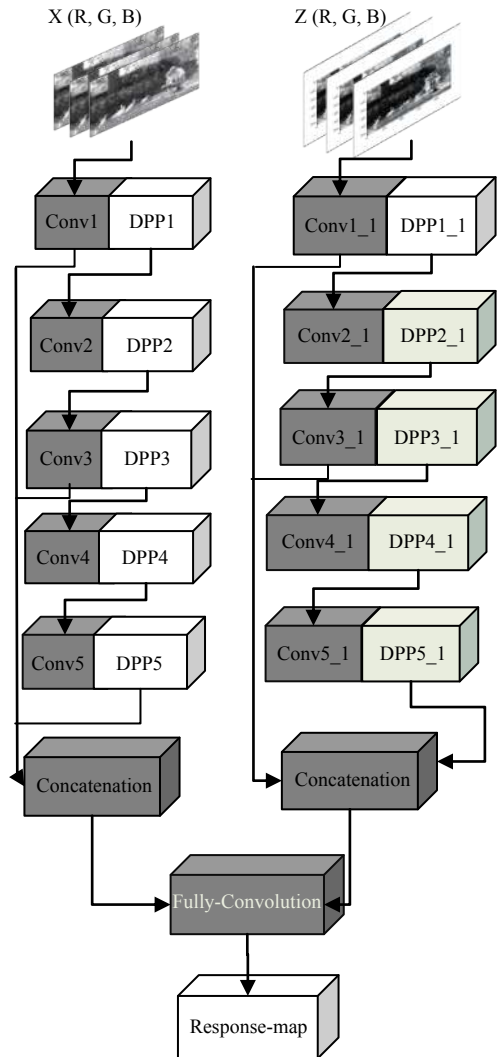 X (R, G, B)
Z (R, G, B)
Conv1 DPP1
Conv1_1 DPP1_1
Conv2 DPP2
Conv2_1 DPP2_1
Conv3 DPP3
Conv3_1 DPP3_1
Conv4 DPP4
Conv4_1 DPP4_1
Conv5 DPP5
Conv5_1 DPP5_1
Concatenation
Concatenation
Fully-Convolution
Response-map